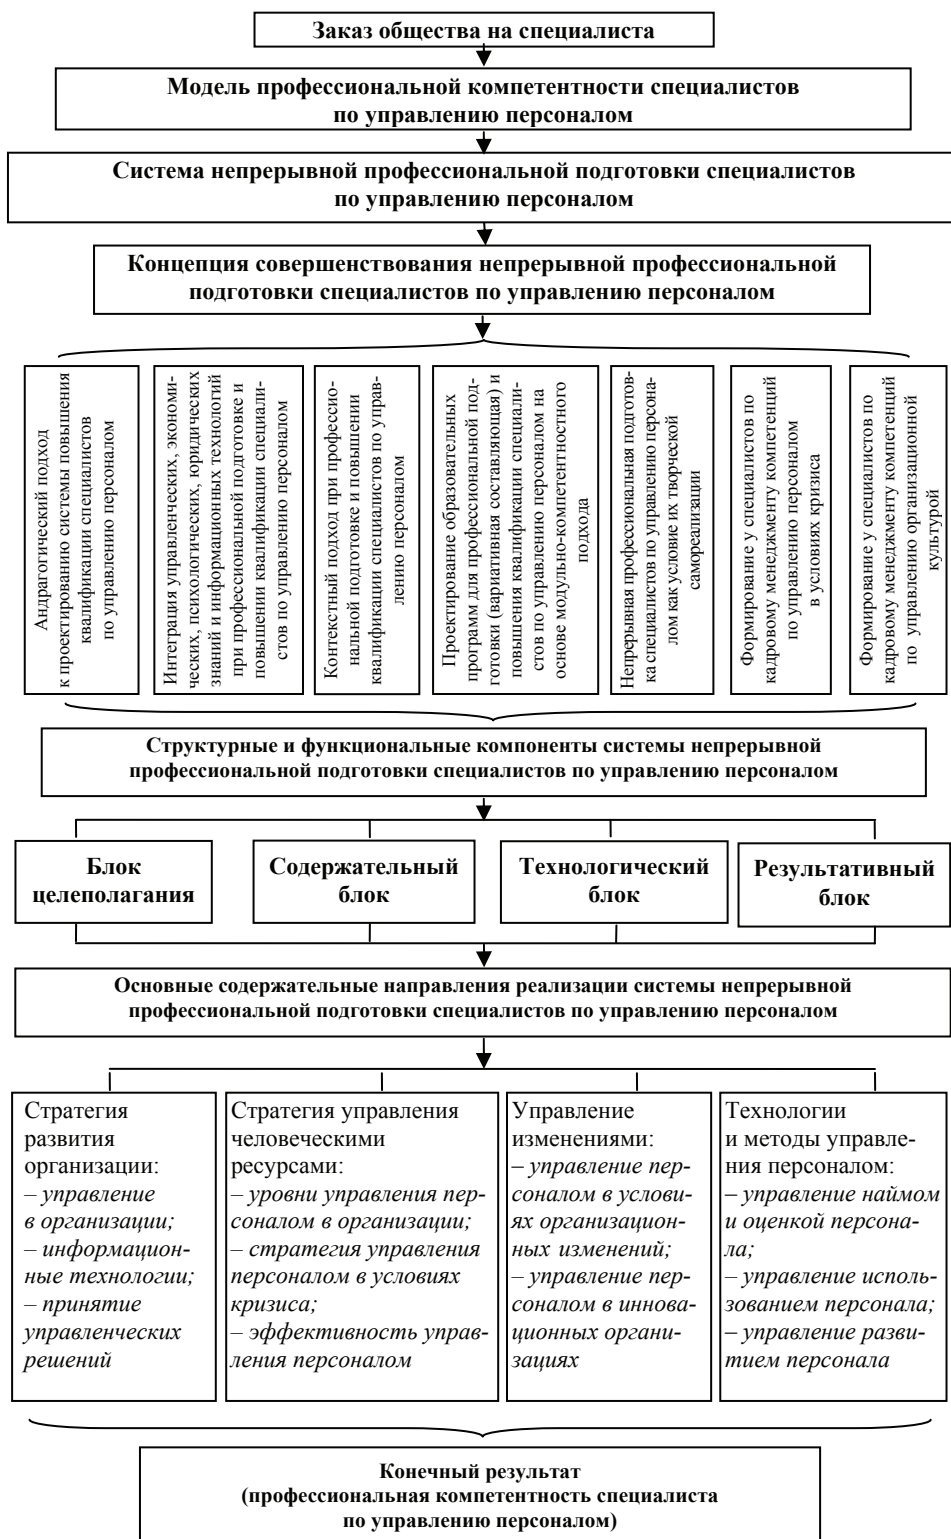 Заказ общества на специалиста
Модель профессиональной компетентности специалистов
по управлению персоналом
Система непрерывной профессиональной подготовки специалистов
по управлению персоналом
Концепция совершенствования непрерывной профессиональной
подготовки специалистов по управлению персоналом
Андрагогический подход
к проектированию системы повышения
квалификации специалистов
по управлению персоналом
Интеграция управленческих, экономи-
ческих, психологических, юридических
знаний и информационных технологий
при профессиональной подготовке и
повышении квалификации специали-
стов по управлению персоналом
Контекстный подход при профессио-
нальной подготовке и повышении
квалификации специалистов по управ-
лению персоналом
Проектирование образовательных
программ для профессиональной под-
готовки (вариативная составляющая) и
повышения квалификации специали-
стов по управлению персоналом на
основе модульно-компетентностного
подхода
Непрерывная профессиональная подготов-
ка специалистов по управлению персона-
лом как условие их творческой
самореализации
Формирование у специалистов по
кадровому менеджменту компетенций
по управлению персоналом
в условиях кризиса
Формирование у специалистов по
кадровому менеджменту компетенций
по управлению организационной
культурой
Структурные и функциональные компоненты системы непрерывной
профессиональной подготовки специалистов по управлению персоналом
Блок
целеполагания
Содержательный
блок
Технологический
блок
Результативный
блок
Основные содержательные направления реализации системы непрерывной
профессиональной подготовки специалистов по управлению персоналом
Стратегия
развития
организации:
– управление
в организации;
– информацион-
ные технологии;
– принятие
управленческих
решений
Стратегия управления
человеческими
ресурсами:
– уровни управления пер-
соналом в организации;
– стратегия управления
персоналом в условиях
кризиса;
– эффективность управ-
ления персоналом
Управление
изменениями:
– управление пер-
соналом в услови-
ях организацион-
ных изменений;
– управление пер-
соналом в иннова-
ционных органи-
зациях
Технологии
и методы управле-
ния персоналом:
– управление наймом
и оценкой персона-
ла;
– управление исполь-
зованием персонала;
– управление разви-
тием персонала
Конечный результат
(профессиональная компетентность специалиста
по управлению персоналом)